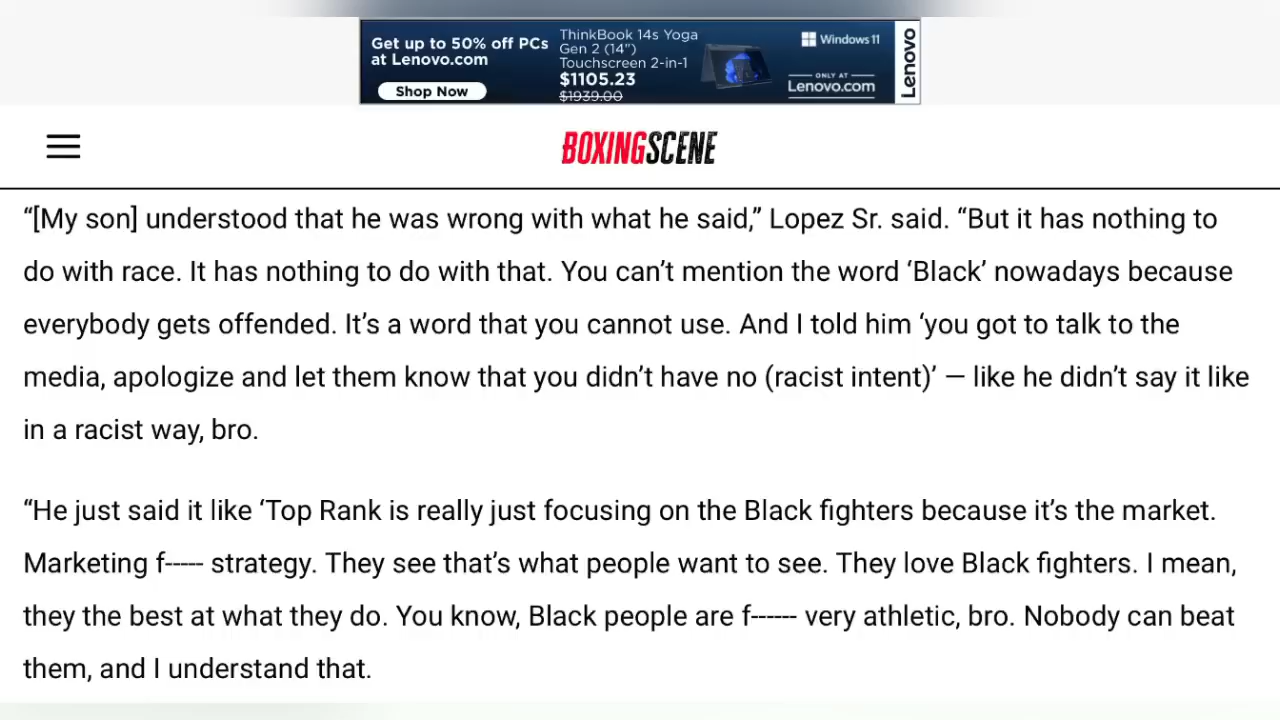 Get up to 50% off PCs
at Lenovo.com
Shop Now
ThinkBook 14s Yoga
Gen 2 (14")
Touchscreen 2-in-1
$1105.23
$1939.00
Windows 11
ONLY AT
Lenovo.com
Lenovo
BOXINGSCENE
“[My son] understood that he was wrong with what he said,” Lopez Sr. said. “But it has nothing to
do with race. It has nothing to do with that. You can’t mention the word ‘Black’ nowadays because
everybody gets offended. It’s a word that you cannot use. And I told him ‘you got to talk to the
media, apologize and let them know that you didn’t have no (racist intent)’ — like he didn’t say it like
in a racist way, bro.
“He just said it like ‘Top Rank is really just focusing on the Black fighters because it’s the market.
Marketing f----- strategy. They see that’s what people want to see. They love Black fighters. I mean,
they the best at what they do. You know, Black people are f------ very athletic, bro. Nobody can beat
them, and I understand that.